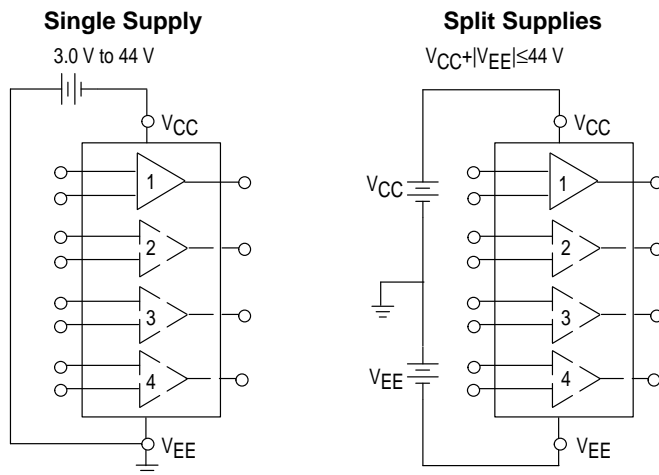 Single Supply
3.0 V to 44 V
VCC
1
2
3
4
VEE
Split Supplies
VCC+|VEE|≤44 V
VCC
VCC
1
2
3
4
VEE
VEE